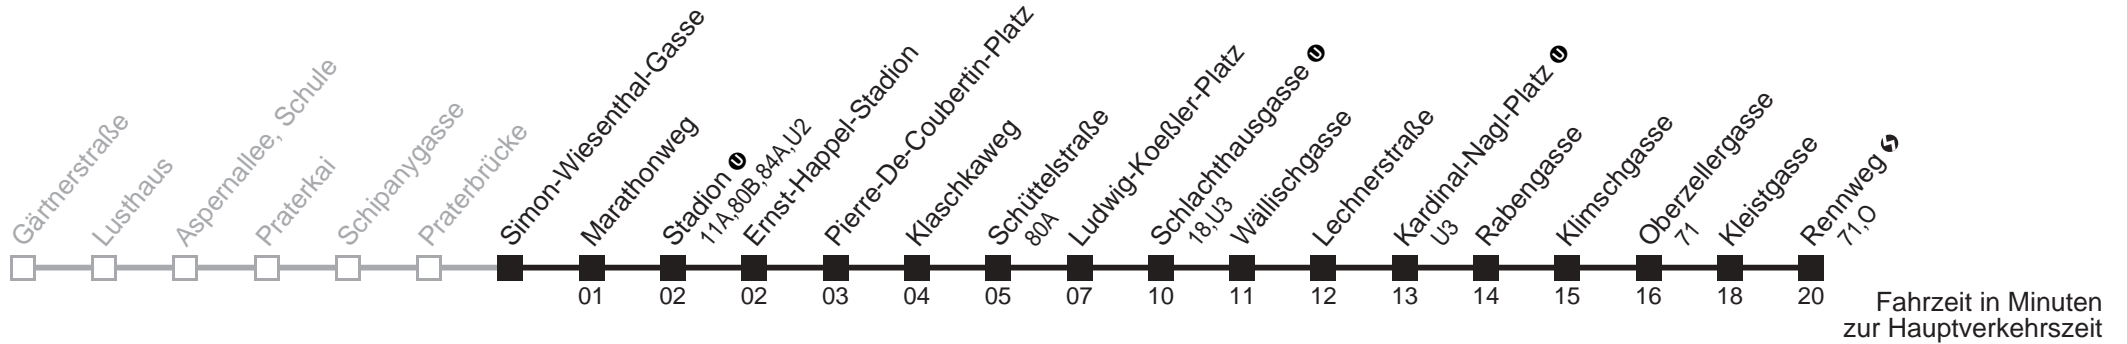 Gärtnerstraße
Lusthaus
Aspernallee, Schule
Praterkai
Schipanygasse
Praterbrücke
Simon-Wiesenthal-Gasse
Marathonweg
01
Stadion U
11A,80B,84A,U2
02
Ernst-Happel-Stadion
02
Pierre-De-Coubertin-Platz
03
Klaschkaweg
04
Schüttelstraße
80A
05
Ludwig-Koeßler-Platz
07
Schlachthausgasse U
18,U3
10
Wällischgasse
11
Lechnerstraße
12
Kardinal-Nagl-Platz U
U3
13
Rabengasse
14
Klimschgasse
15
Oberzellergasse
71
16
Kleistgasse
18
Rennweg S
71,O
20
Fahrzeit in Minuten
zur Hauptverkehrszeit